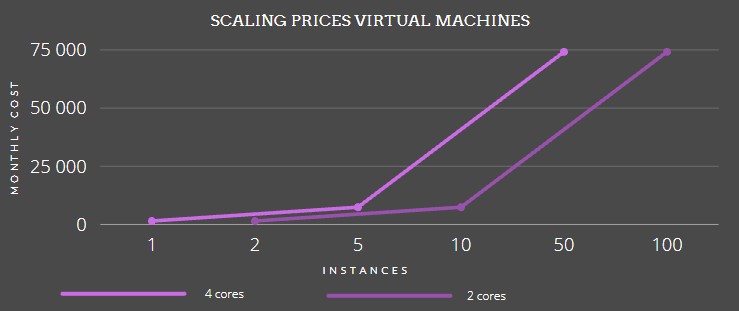 SCALING PRICES VIRTUAL MACHINES
75 000
50 000
25 000
0
MONTHLY COST
1 2 5 10 50 100
INSTANCES
4 cores 2 cores